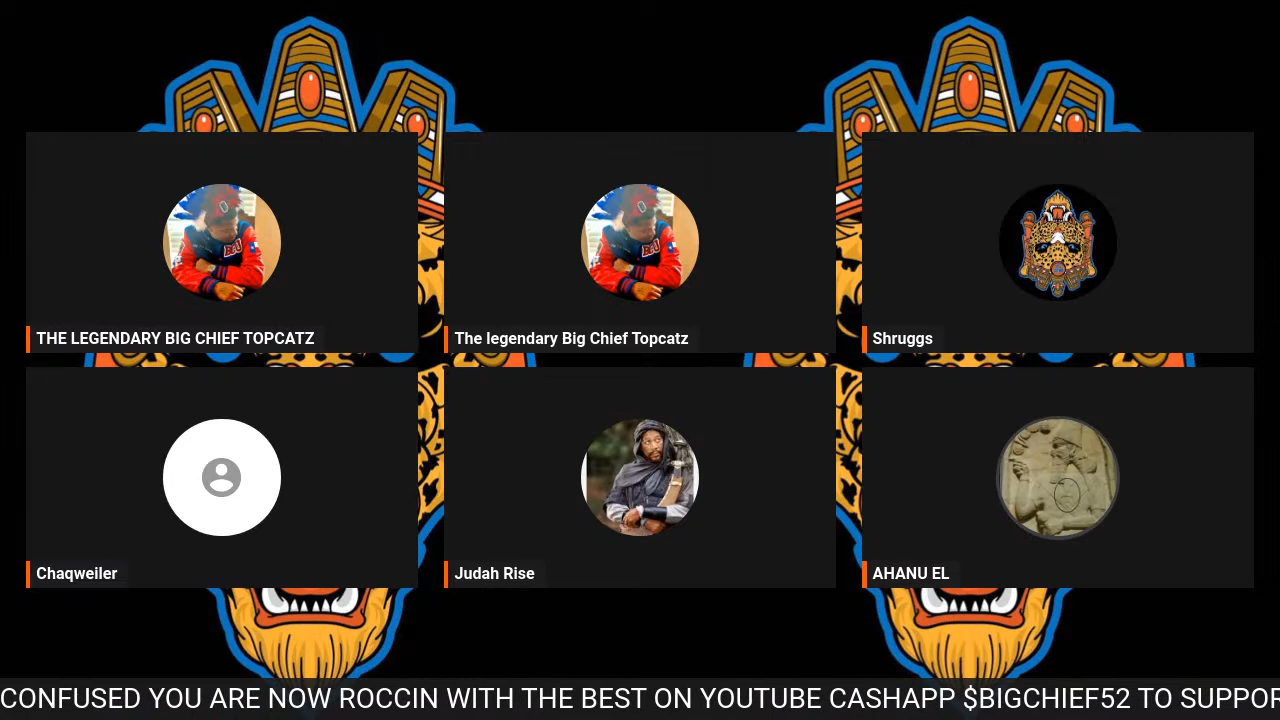 THE LEGENDARY BIG CHIEF TOPCATZ
The legendary Big Chief Topcatz
Shruggs
Chaqweiler
Judah Rise
AHANU EL
CONFUSED YOU ARE NOW ROCCIN WITH THE BEST ON YOUTUBE CASHAPP $BIGCHIEF52 TO SUPPOR